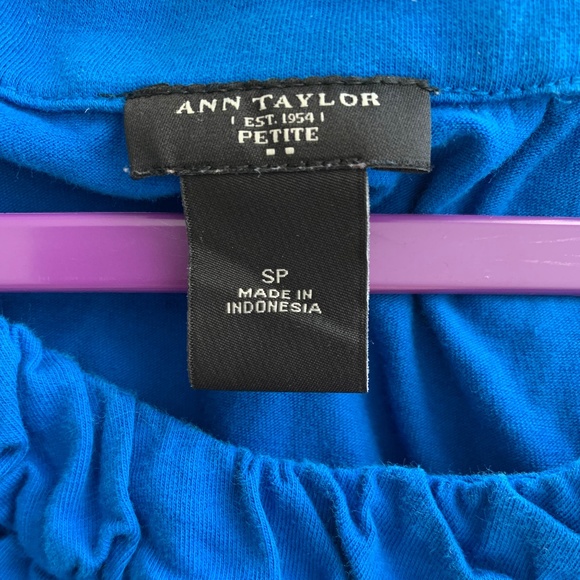 ANN TAYLOR
EST. 1954
PETITE
SP
MADE IN
INDONESIA